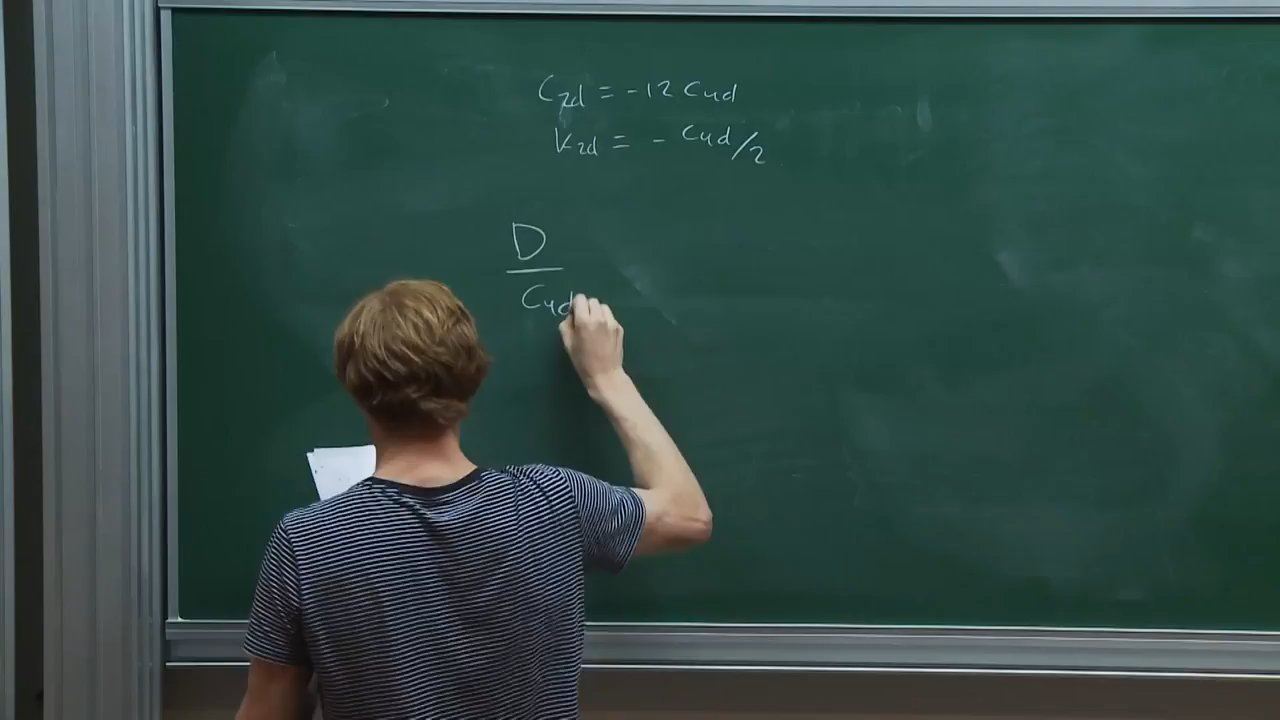 C2d = -12 C4d
k2d = - C4d/2
D
C4d